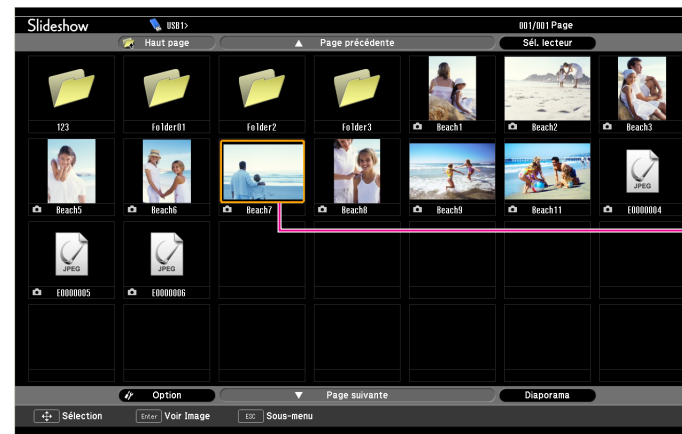 Slideshow USB1> 001/001 Page
Haut page Page précédente Sél. lecteur
123 Folder01 Folder2 Folder3 Beach1 Beach2 Beach3
Beach5 Beach6 Beach7 Beach8 Beach9 Beach11 JPEG E0000004
JPEG JPEG
E0000005 E0000006
Option Page suivante Diaporama
Sélection Enter Voir Image ESC Sous-menu